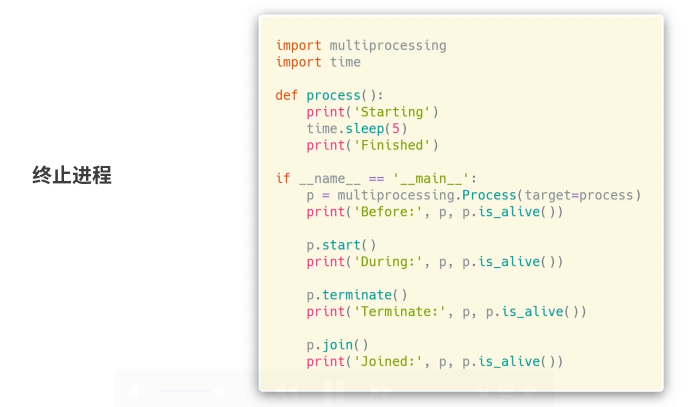 终止进程
import multiprocessing
import time
def process():
    print('Starting')
    time.sleep(5)
    print('Finished')
if __name__ == '__main__':
    p = multiprocessing.Process(target=process)
    print('Before:', p, p.is_alive())
    p.start()
    print('During:', p, p.is_alive())
    p.terminate()
    print('Terminate:', p, p.is_alive())
    p.join()
    print('Joined:', p, p.is_alive())